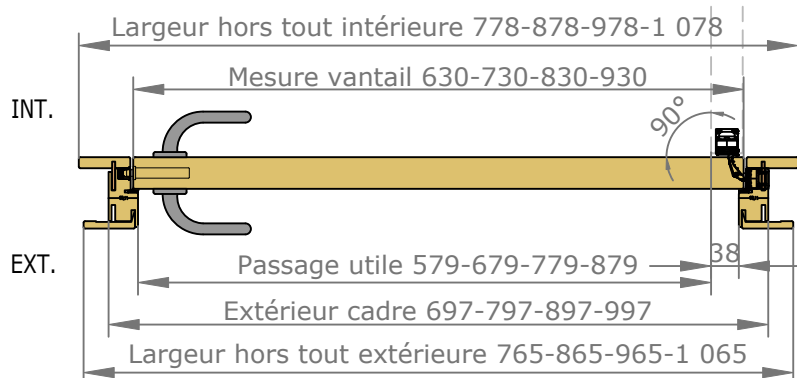 Largeur hors tout intérieure 778-878-978-1 078
Mesure vantail 630-730-830-930
INT.
90°
EXT.
Passage utile 579-679-779-879
38
Extérieur cadre 697-797-897-997
Largeur hors tout extérieure 765-865-965-1 065